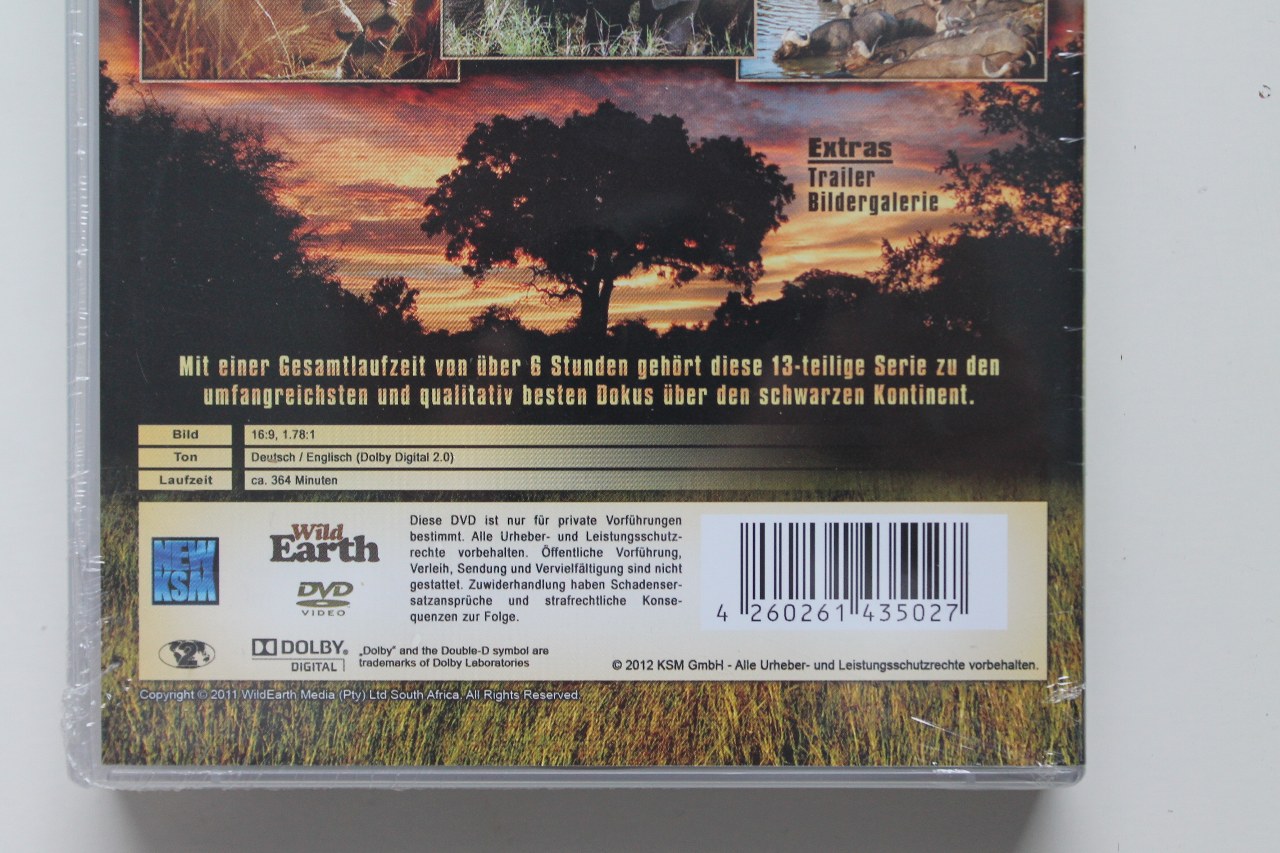 Extras
Trailer
Bildergalerie
Mit einer Gesamtlaufzeit von über 6 Stunden gehört diese 13-teilige Serie zu den
umfangreichsten und qualitativ besten Dokus über den schwarzen Kontinent.
Bild 16:9, 1.78:1
Ton Deutsch / Englisch (Dolby Digital 2.0)
Laufzeit ca. 364 Minuten
NEW
KSM
Wild
Earth
DVD
VIDEO
Diese DVD ist nur für private Vorführungen
bestimmt. Alle Urheber- und Leistungsschutz-
rechte vorbehalten. Öffentliche Vorführung,
Verleih, Sendung und Vervielfältigung sind nicht
gestattet. Zuwiderhandlung haben Schadenser-
satzansprüche und strafrechtliche Konse-
quenzen zur Folge.
4 260261 435027
2
DOLBY.
DIGITAL
„Dolby“ and the Double-D symbol are
trademarks of Dolby Laboratories
© 2012 KSM GmbH - Alle Urheber- und Leistungsschutzrechte vorbehalten.
Copyright © 2011 WildEarth Media (Pty) Ltd South Africa. All Rights Reserved.